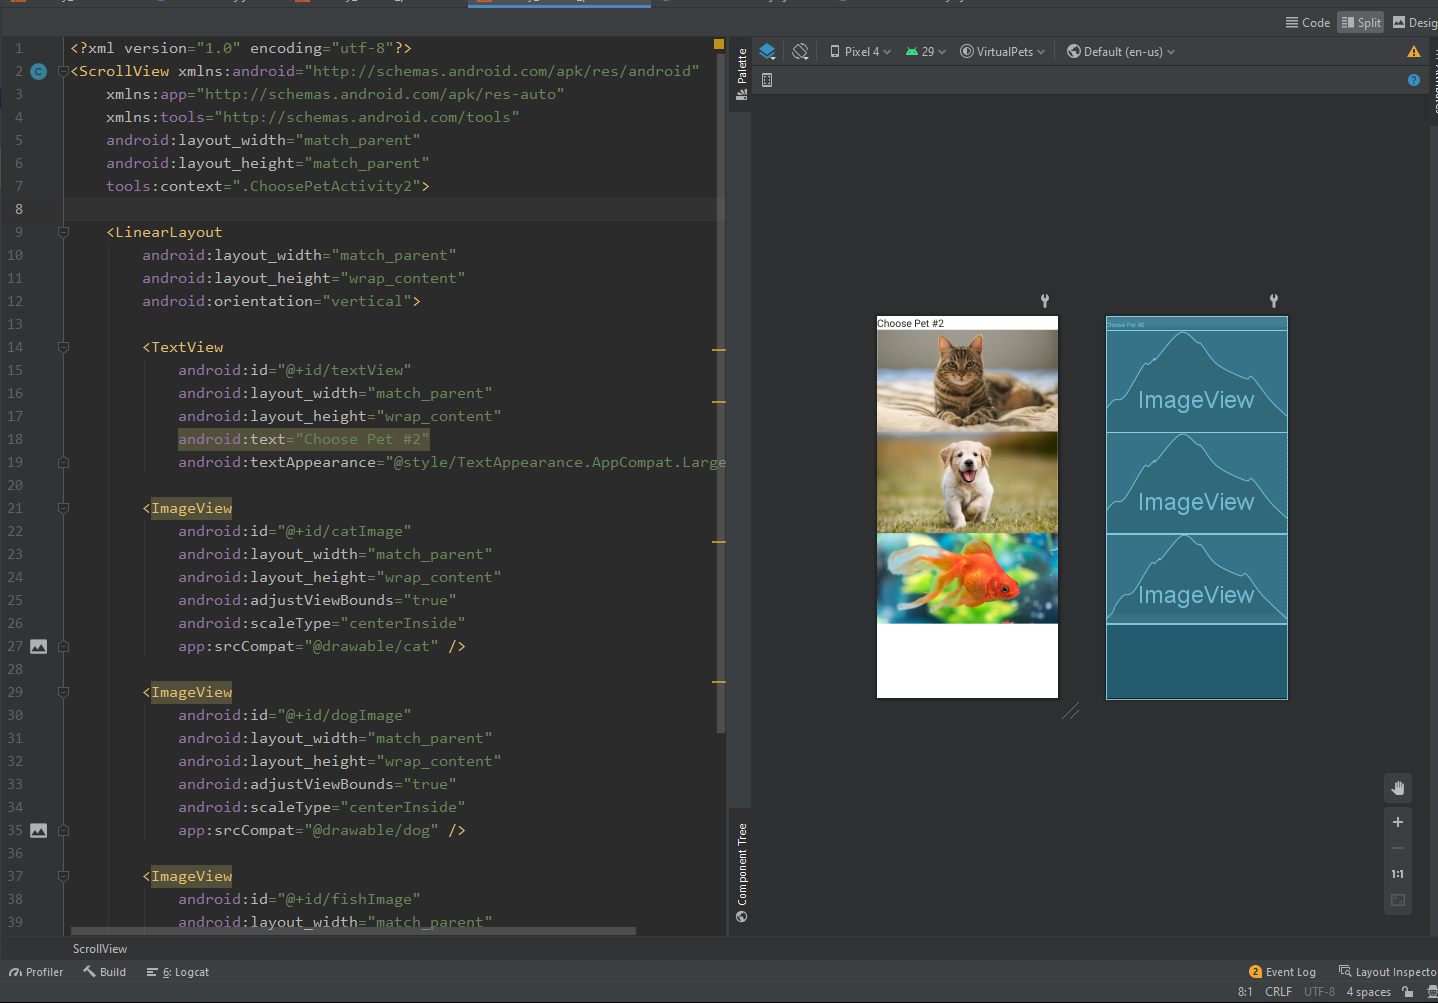 Code
Split
Desig
1 <?xml version="1.0" encoding="utf-8"?>
2 C <ScrollView xmlns:android="http://schemas.android.com/apk/res/android"
3 xmlns:app="http://schemas.android.com/apk/res-auto"
4 xmlns:tools="http://schemas.android.com/tools"
5 android:layout_width="match_parent"
6 android:layout_height="match_parent"
7 tools:context=".ChoosePetActivity2">
8
9 <LinearLayout
10 android:layout_width="match_parent"
11 android:layout_height="wrap_content"
12 android:orientation="vertical">
13
14 <TextView
15 android:id="@+id/textView"
16 android:layout_width="match_parent"
17 android:layout_height="wrap_content"
18 android:text="Choose Pet #2"
19 android:textAppearance="@style/TextAppearance.AppCompat.Large
20
21 <ImageView
22 android:id="@+id/catImage"
23 android:layout_width="match_parent"
24 android:layout_height="wrap_content"
25 android:adjustViewBounds="true"
26 android:scaleType="centerInside"
27 app:srcCompat="@drawable/cat" />
28
29 <ImageView
30 android:id="@+id/dogImage"
31 android:layout_width="match_parent"
32 android:layout_height="wrap_content"
33 android:adjustViewBounds="true"
34 android:scaleType="centerInside"
35 app:srcCompat="@drawable/dog" />
36
37 <ImageView
38 android:id="@+id/fishImage"
39 android:layout_width="match_parent"
Palette
Component Tree
Pixel 4
29
VirtualPets
Default (en-us)
?
Choose Pet #2
Choose Pet #2
ImageView
ImageView
ImageView
1:1
ScrollView
Profiler
Build
6: Logcat
2 Event Log
Layout Inspecto
8:1 CRLF UTF-8 4 spaces